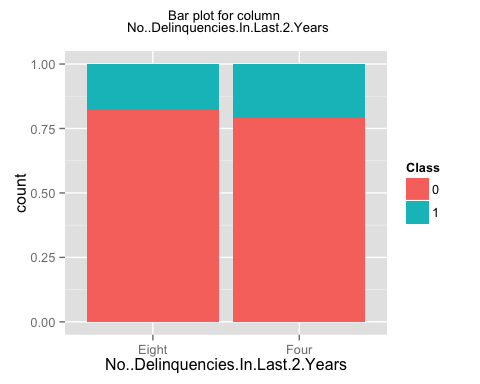 Bar plot for column
No..Delinquencies.In.Last.2.Years
1.00
0.75
0.50
0.25
0.00
count
Eight Four
No..Delinquencies.In.Last.2.Years
Class
0
1